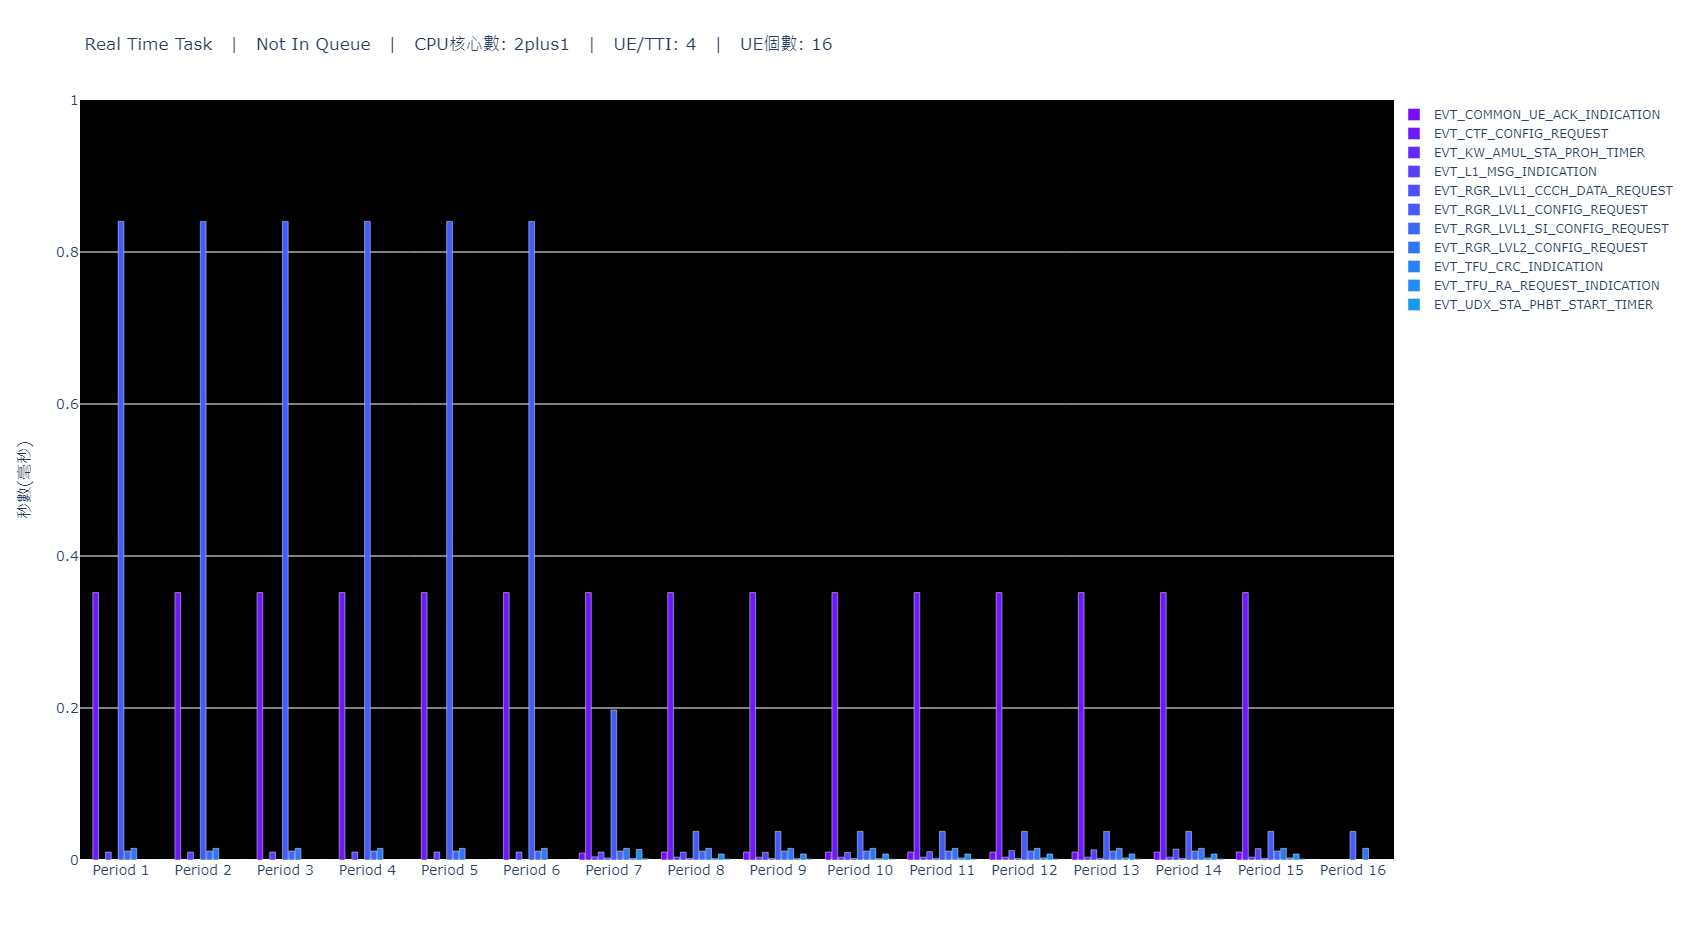 Real Time Task | Not In Queue | CPU核心數: 2plus1 | UE/TTI: 4 | UE個數: 16
1
0.8
0.6
0.4
0.2
0
秒數(毫秒)
Period 1 Period 2 Period 3 Period 4 Period 5 Period 6 Period 7 Period 8 Period 9 Period 10 Period 11 Period 12 Period 13 Period 14 Period 15 Period 16
EVT_COMMON_UE_ACK_INDICATION
EVT_CTF_CONFIG_REQUEST
EVT_KW_AMUL_STA_PROH_TIMER
EVT_L1_MSG_INDICATION
EVT_RGR_LVL1_CCCH_DATA_REQUEST
EVT_RGR_LVL1_CONFIG_REQUEST
EVT_RGR_LVL1_SI_CONFIG_REQUEST
EVT_RGR_LVL2_CONFIG_REQUEST
EVT_TFU_CRC_INDICATION
EVT_TFU_RA_REQUEST_INDICATION
EVT_UDX_STA_PHBT_START_TIMER